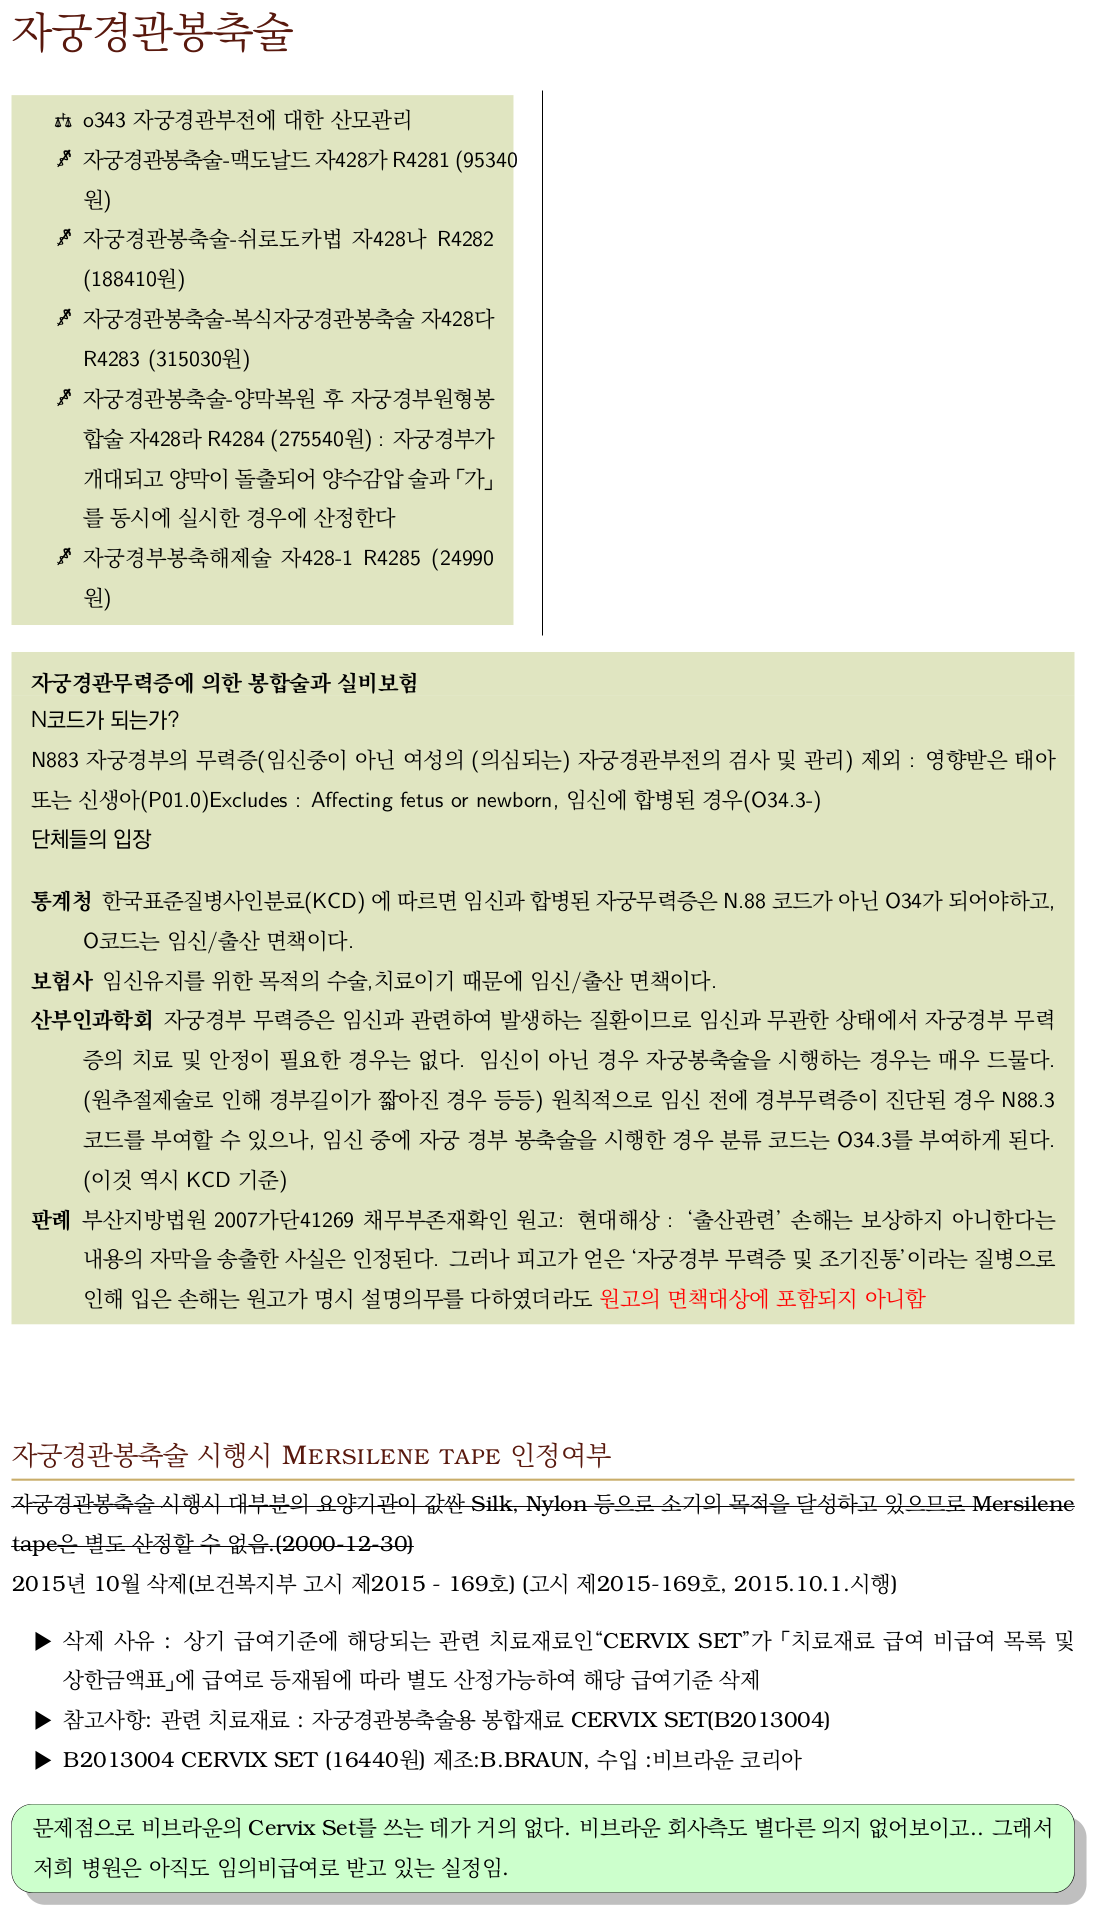 자궁경관봉축술
o343 자궁경관부전에 대한 산모관리
자궁경관봉축술-맥도날드 자428가 R4281 (95340
원)
자궁경관봉축술-쉬로도카법 자428나 R4282
(188410원)
자궁경관봉축술-복식자궁경관봉축술 자428다
R4283 (315030원)
자궁경관봉축술-양막복원 후 자궁경부원형봉
합술 자428라 R4284 (275540원) : 자궁경부가
개대되고 양막이 돌출되어 양수감압 술과 「가」
를 동시에 실시한 경우에 산정한다
자궁경부봉축해제술 자428-1 R4285 (24990
원)
자궁경관무력증에 의한 봉합술과 실비보험
N코드가 되는가?
N883 자궁경부의 무력증(임신중이 아닌 여성의 (의심되는) 자궁경관부전의 검사 및 관리) 제외 : 영향받은 태아
또는 신생아(P01.0)Excludes : Affecting fetus or newborn, 임신에 합병된 경우(O34.3-)
단체들의 입장
통계청 한국표준질병사인분료(KCD) 에 따르면 임신과 합병된 자궁무력증은 N.88 코드가 아닌 O34가 되어야하고,
O코드는 임신/출산 면책이다.
보험사 임신유지를 위한 목적의 수술,치료이기 때문에 임신/출산 면책이다.
산부인과학회 자궁경부 무력증은 임신과 관련하여 발생하는 질환이므로 임신과 무관한 상태에서 자궁경부 무력
증의 치료 및 안정이 필요한 경우는 없다. 임신이 아닌 경우 자궁봉축술을 시행하는 경우는 매우 드물다.
(원추절제술로 인해 경부길이가 짧아진 경우 등등) 원칙적으로 임신 전에 경부무력증이 진단된 경우 N88.3
코드를 부여할 수 있으나, 임신 중에 자궁 경부 봉축술을 시행한 경우 분류 코드는 O34.3를 부여하게 된다.
(이것 역시 KCD 기준)
판례 부산지방법원 2007가단41269 채무부존재확인 원고: 현대해상 : ‘출산관련’ 손해는 보상하지 아니한다는
내용의 자막을 송출한 사실은 인정된다. 그러나 피고가 얻은 ‘자궁경부 무력증 및 조기진통’이라는 질병으로
인해 입은 손해는 원고가 명시 설명의무를 다하였더라도 원고의 면책대상에 포함되지 아니함
자궁경관봉축술 시행시 MERSILENE TAPE 인정여부
자궁경관봉축술 시행시 대부분의 요양기관이 값싼 Silk, Nylon 등으로 소기의 목적을 달성하고 있으므로 Mersilene
tape은 별도 산정할 수 없음.(2000-12-30)
2015년 10월 삭제(보건복지부 고시 제2015 - 169호) (고시 제2015-169호, 2015.10.1.시행)
▶ 삭제 사유 : 상기 급여기준에 해당되는 관련 치료재료인“CERVIX SET”가 「치료재료 급여 비급여 목록 및
상한금액표」에 급여로 등재됨에 따라 별도 산정가능하여 해당 급여기준 삭제
▶ 참고사항: 관련 치료재료 : 자궁경관봉축술용 봉합재료 CERVIX SET(B2013004)
▶ B2013004 CERVIX SET (16440원) 제조:B.BRAUN, 수입 :비브라운 코리아
문제점으로 비브라운의 Cervix Set를 쓰는 데가 거의 없다. 비브라운 회사측도 별다른 의지 없어보이고.. 그래서
저희 병원은 아직도 임의비급여로 받고 있는 실정임.